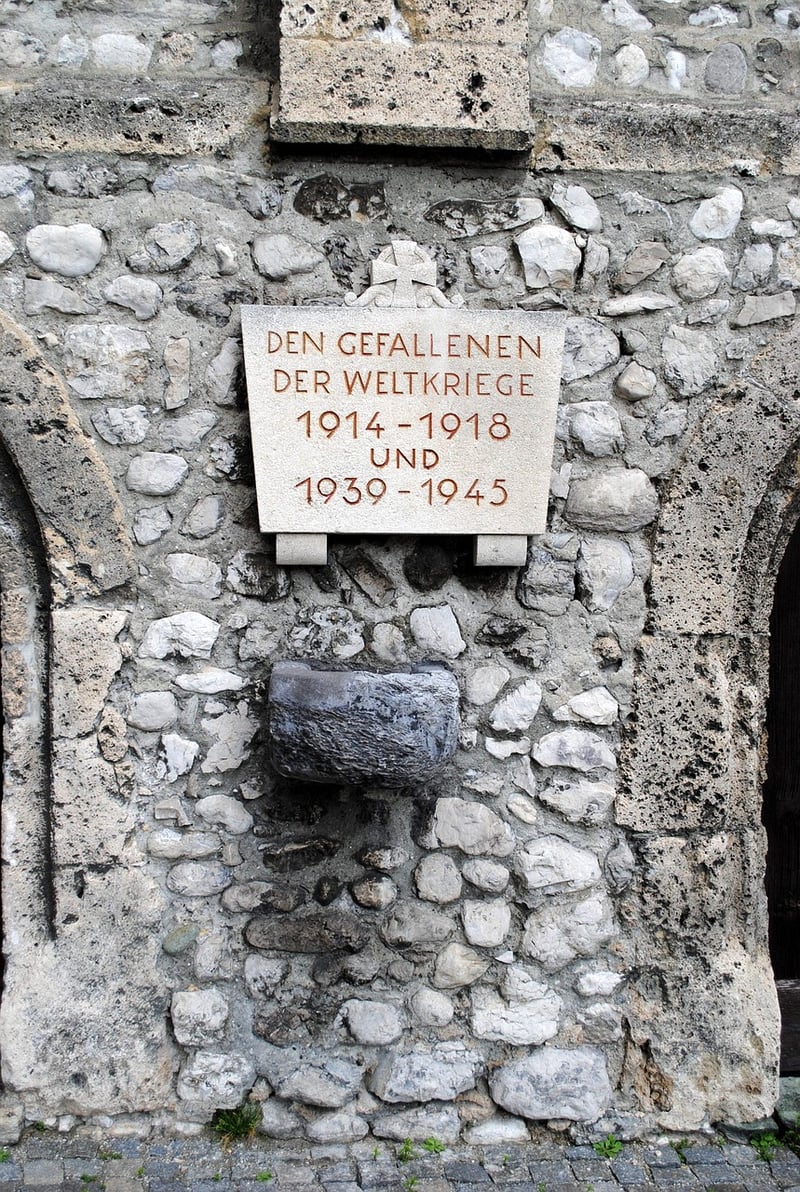 DEN GEFALLENEN
DER WELTKRIEGE
1914 - 1918
UND
1939 - 1945